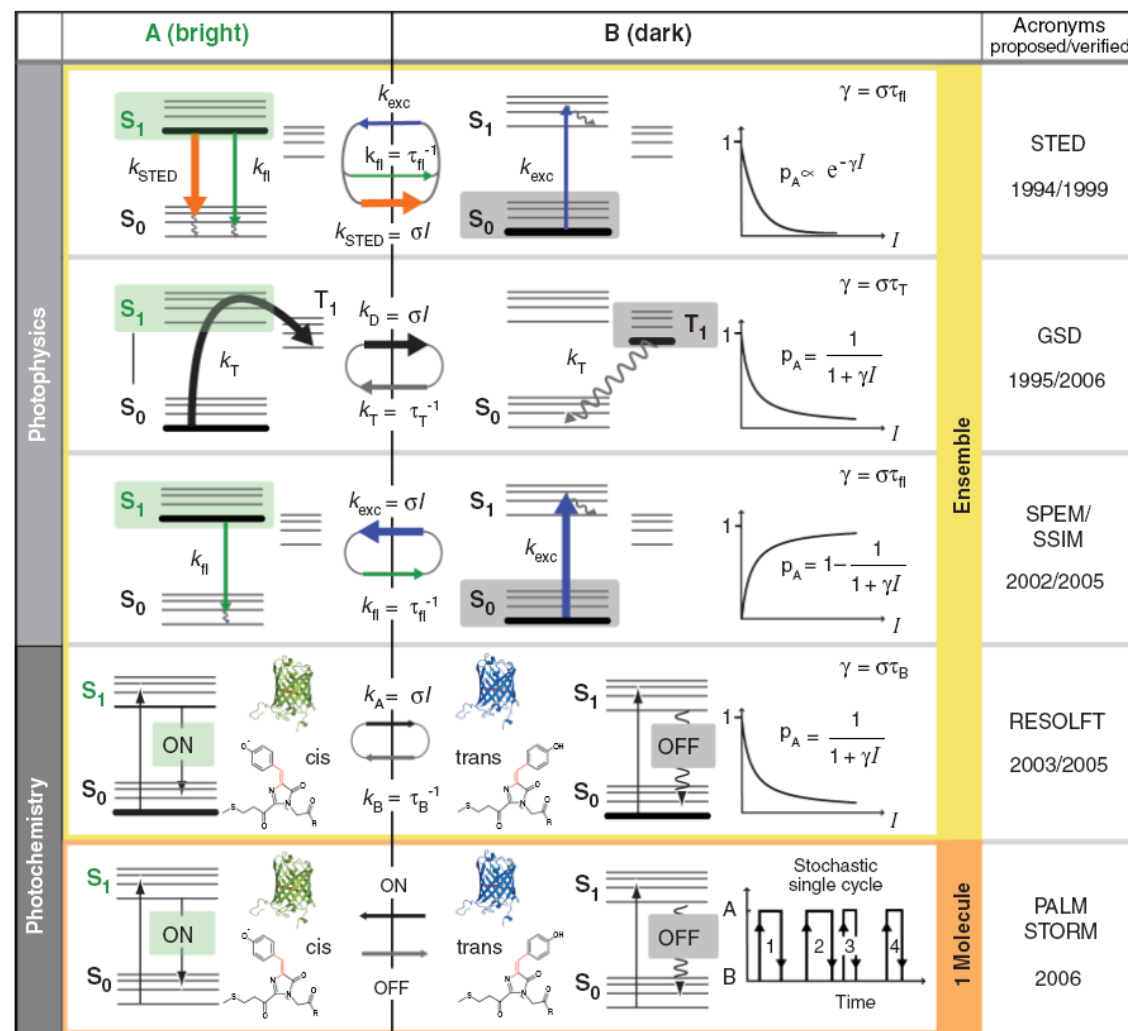 A (bright)
B (dark)
Acronyms
proposed/verified
Photophysics
Photochemistry
Ensemble
1 Molecule
S1
kSTED
kfl
S0
kexc
kfl = τfl-1
kSTED = σI
S1
kexc
S0
γ = στfl
1
pA ∝ e-γI
I
STED
1994/1999
S1
T1
kT
S0
kD = σI
kT = τT-1
T1
kT
S0
γ = στT
1
pA = 1 / 1 + γI
I
GSD
1995/2006
S1
kfl
S0
kexc = σI
kfl = τfl-1
S1
kexc
S0
γ = στfl
1
pA = 1- 1 / 1 + γI
I
SPEM/
SSIM
2002/2005
S1
ON
S0
cis
O-
N
N
S
O
O
R
kA = σI
kB = τB-1
trans
OH
N
N
S
O
O
R
S1
OFF
S0
γ = στB
1
pA = 1 / 1 + γI
I
RESOLFT
2003/2005
S1
ON
S0
cis
O-
N
N
S
O
O
R
ON
OFF
trans
OH
N
N
S
O
O
R
S1
OFF
S0
Stochastic
single cycle
A
B
1
2
3
4
Time
PALM
STORM
2006